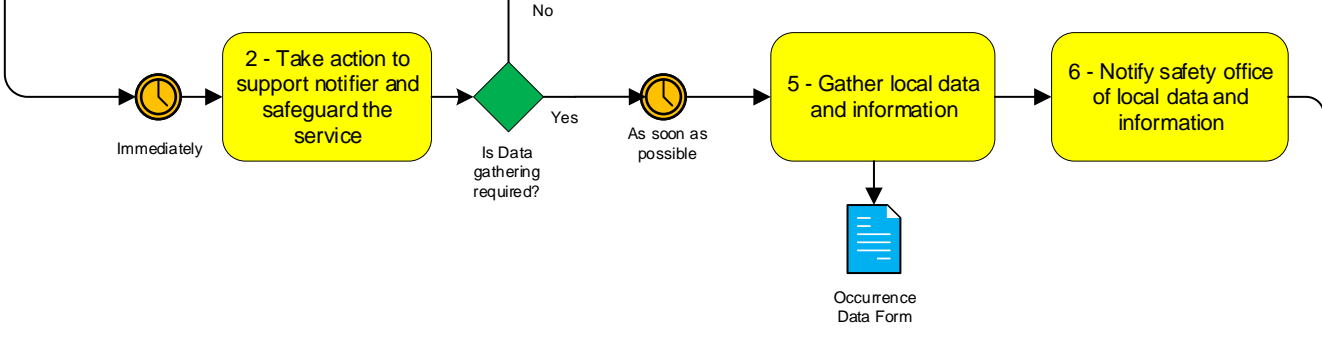 No
2 - Take action to
support notifier and
safeguard the
service
Immediately
Is Data
gathering
required?
Yes
As soon as
possible
5 - Gather local data
and information
6 - Notify safety office
of local data and
information
Occurrence
Data Form